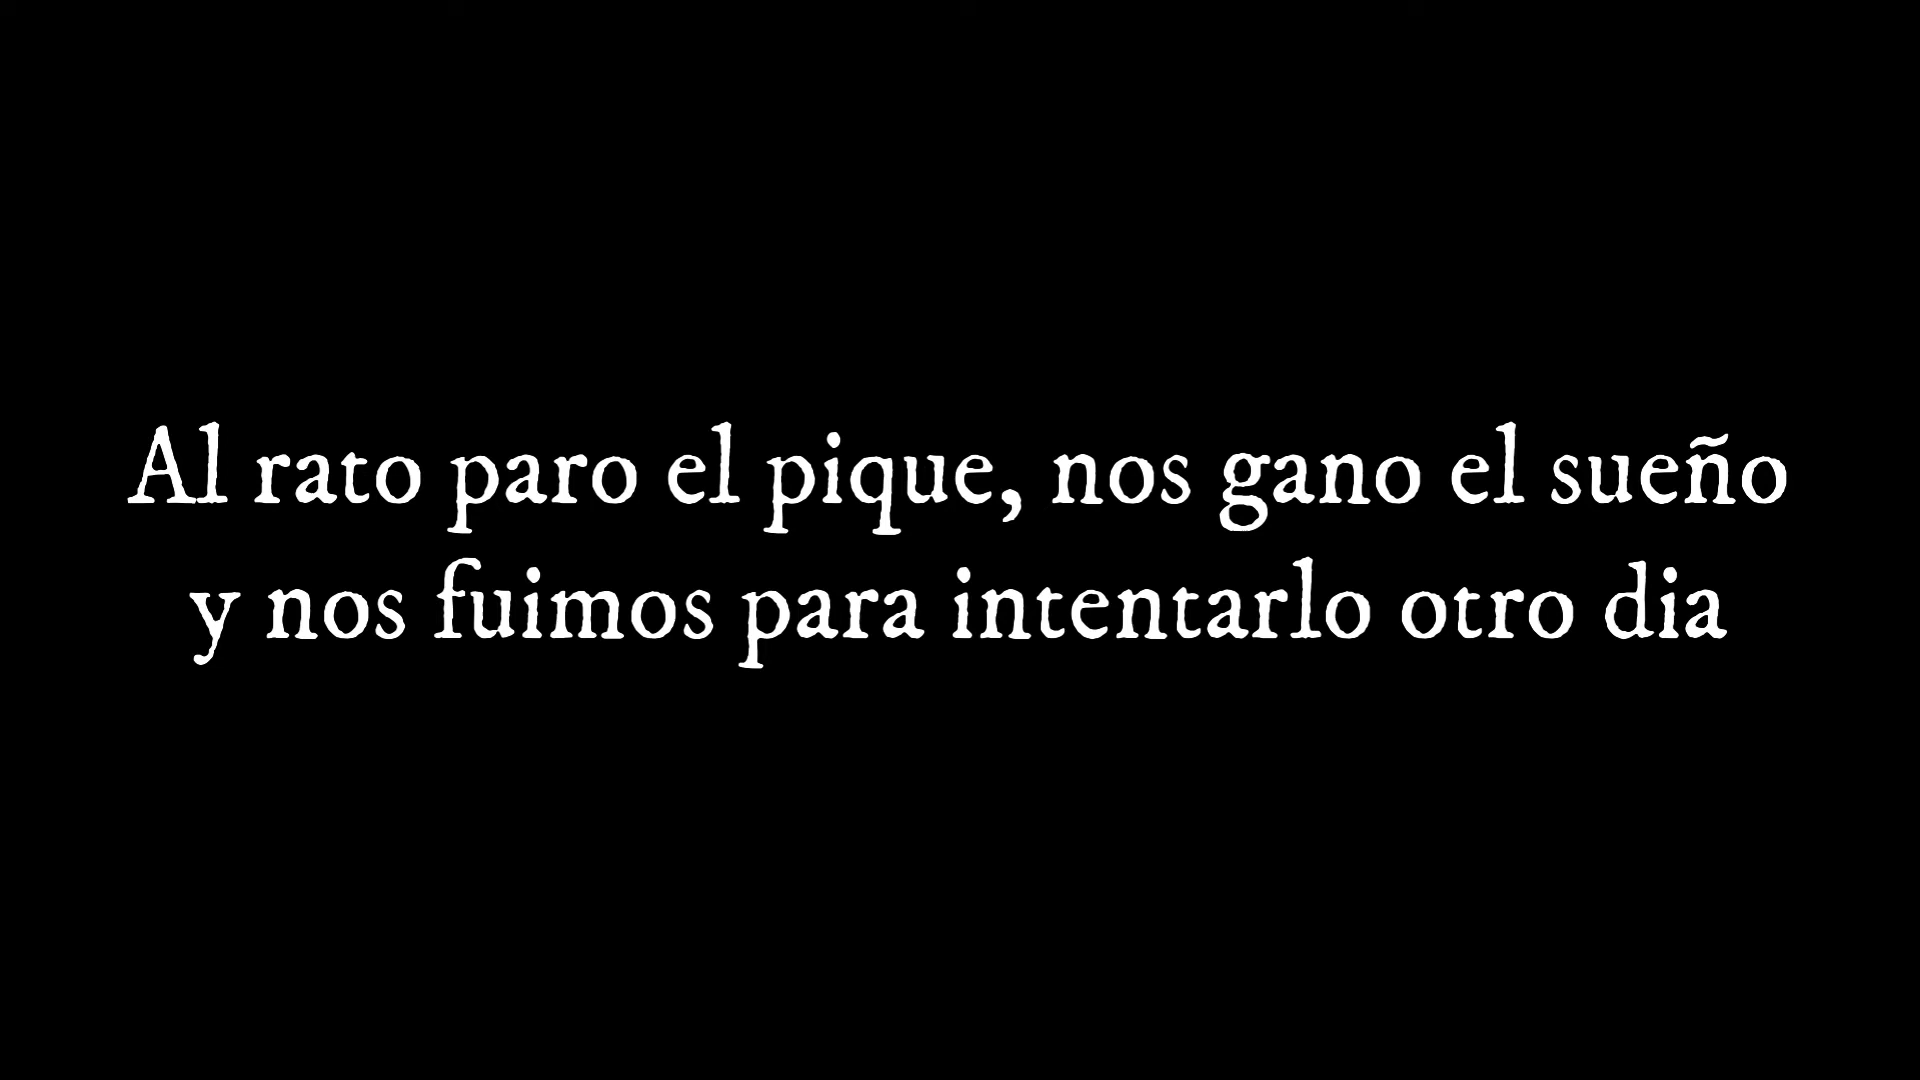 Al rato paro el pique, nos gano el sueño
y nos fuimos para intentarlo otro dia